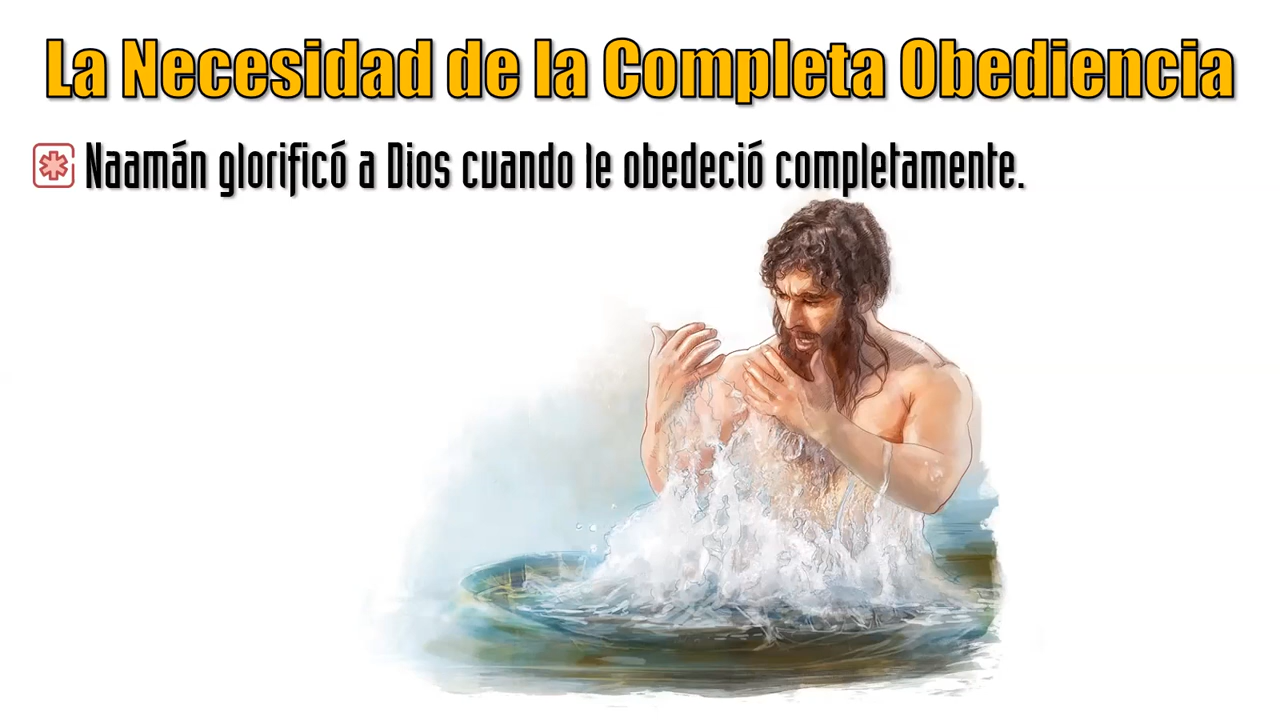 La Necesidad de la Completa Obediencia
Naamán glorificó a Dios cuando le obedeció completamente.